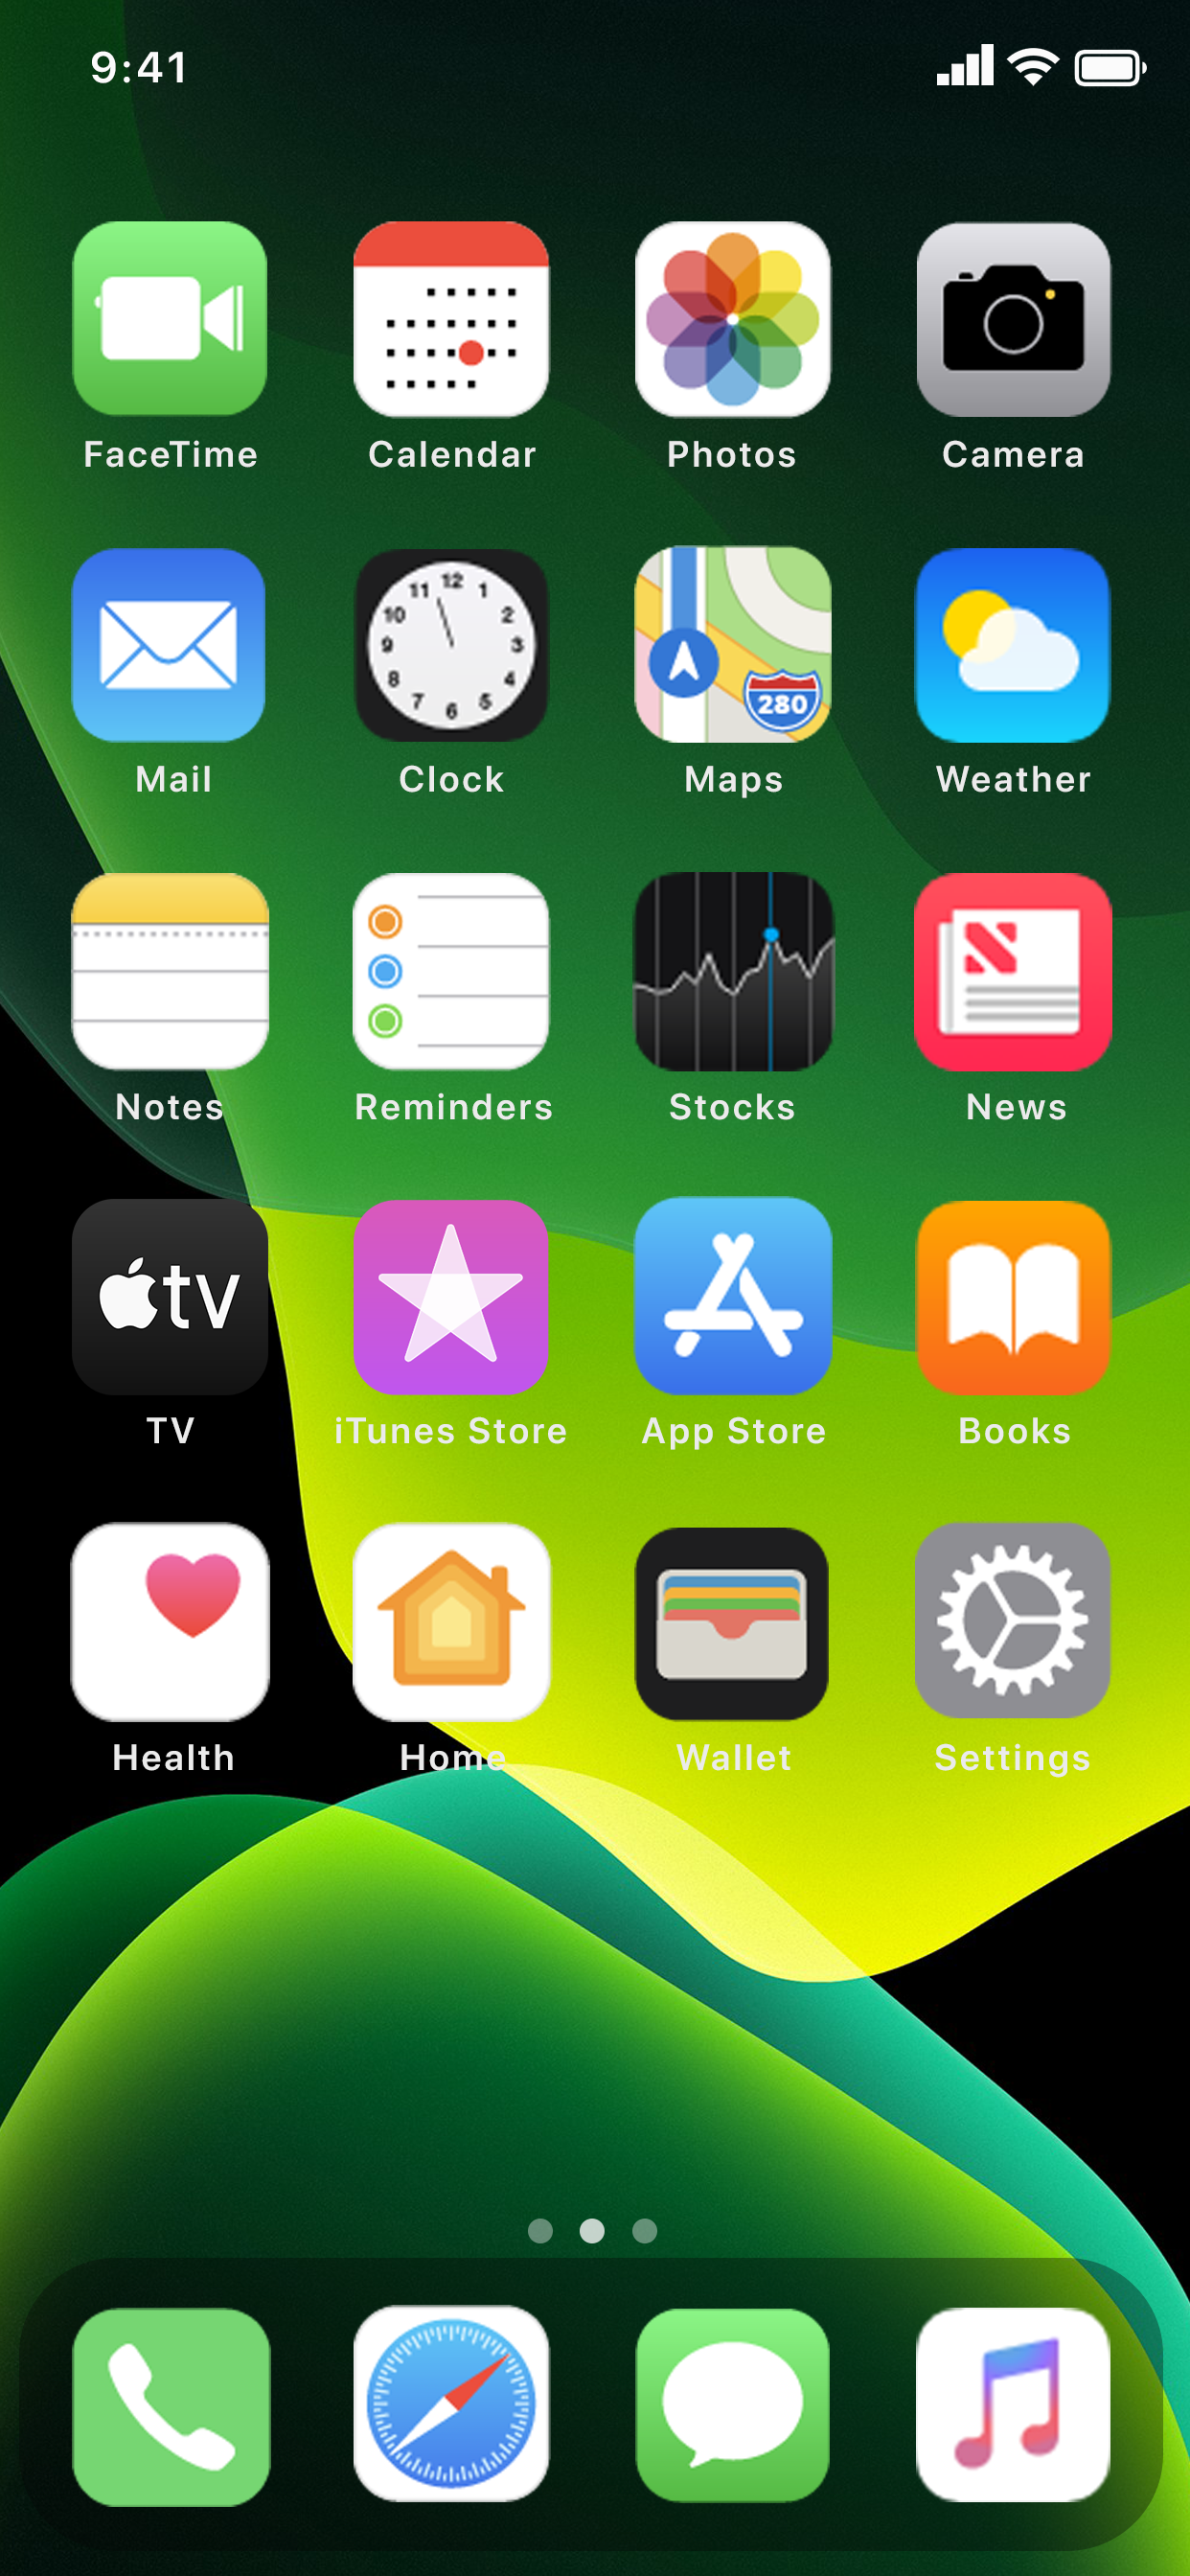 9:41
FaceTime Calendar Photos Camera
12
11 1
10 2
9 3
8 4
7 5
6
280
Mail Clock Maps Weather
Notes Reminders Stocks News
tv
TV iTunes Store App Store Books
Health Home Wallet Settings